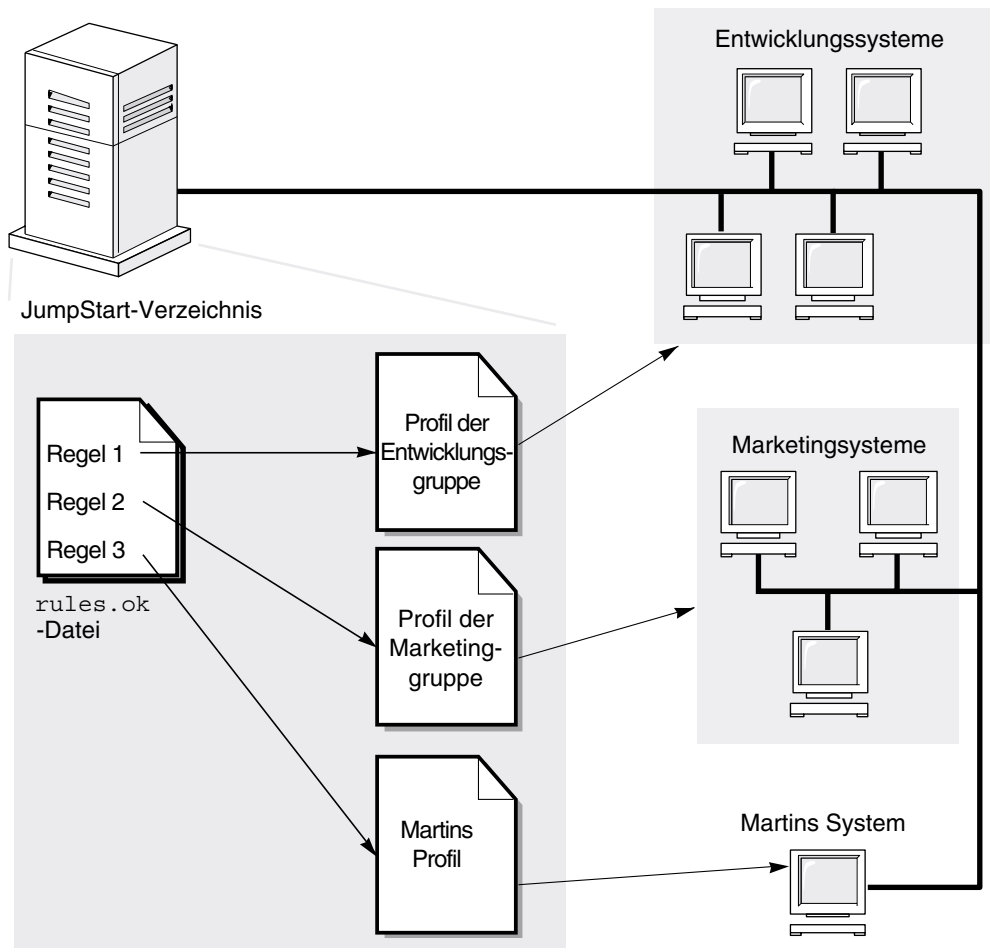 Entwicklungssysteme
JumpStart-Verzeichnis
Regel 1
Regel 2
Regel 3
rules.ok
-Datei
Profil der
Entwicklungs-
gruppe
Profil der
Marketing-
gruppe
Martins
Profil
Marketingsysteme
Martins System